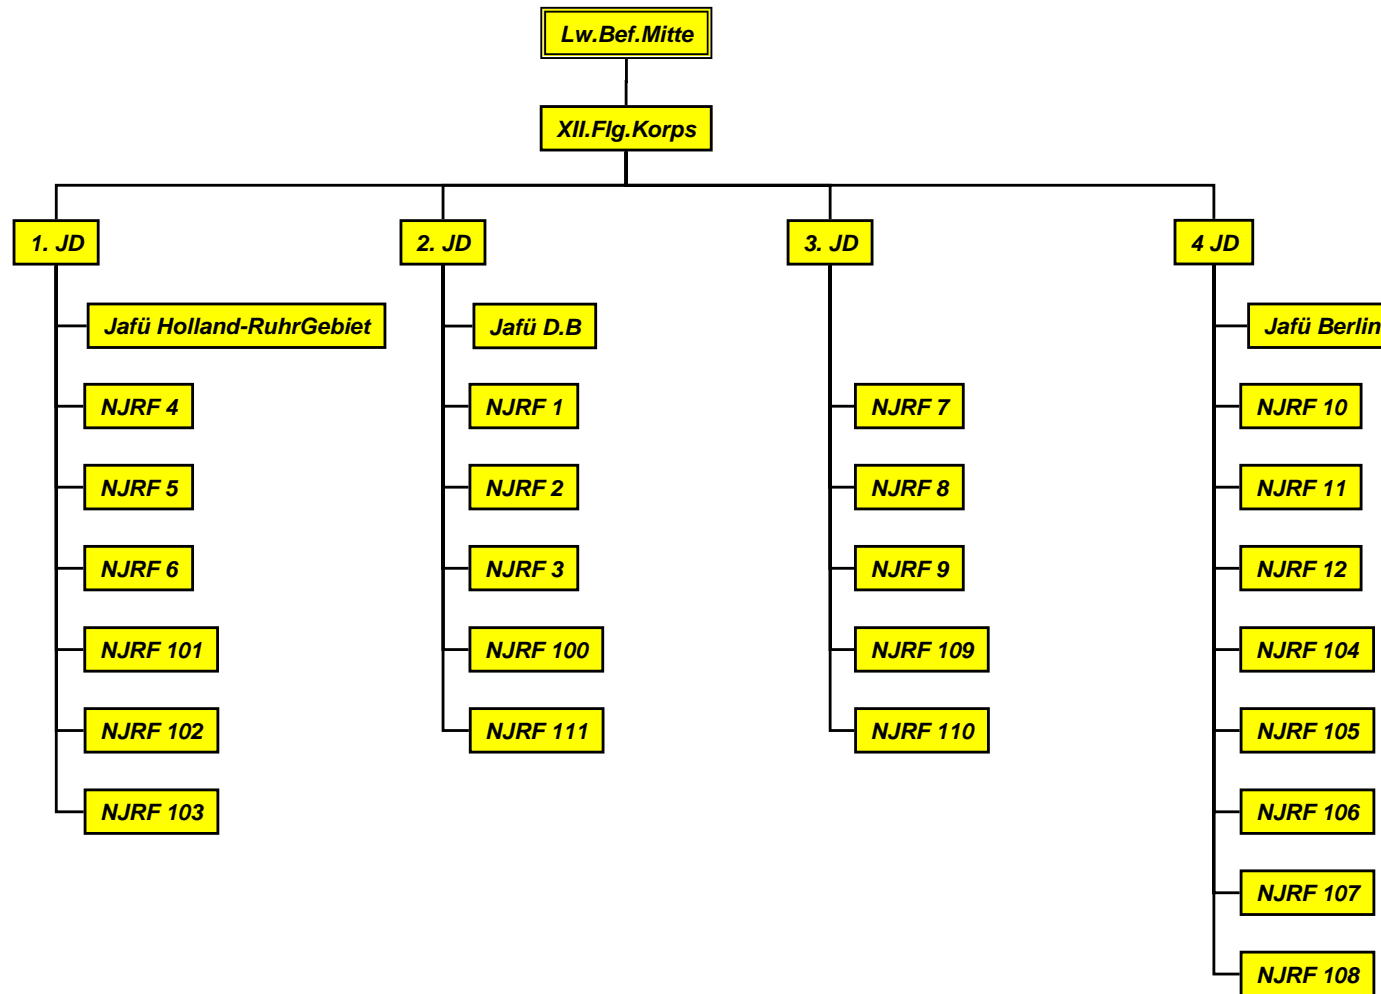 Lw.Bef.Mitte
XII.Flg.Korps
1. JD
2. JD
3. JD
4 JD
Jafü Holland-RuhrGebiet
Jafü D.B
Jafü Berlin
NJRF 4
NJRF 1
NJRF 7
NJRF 10
NJRF 5
NJRF 2
NJRF 8
NJRF 11
NJRF 6
NJRF 3
NJRF 9
NJRF 12
NJRF 101
NJRF 100
NJRF 109
NJRF 104
NJRF 102
NJRF 111
NJRF 110
NJRF 105
NJRF 103
NJRF 106
NJRF 107
NJRF 108